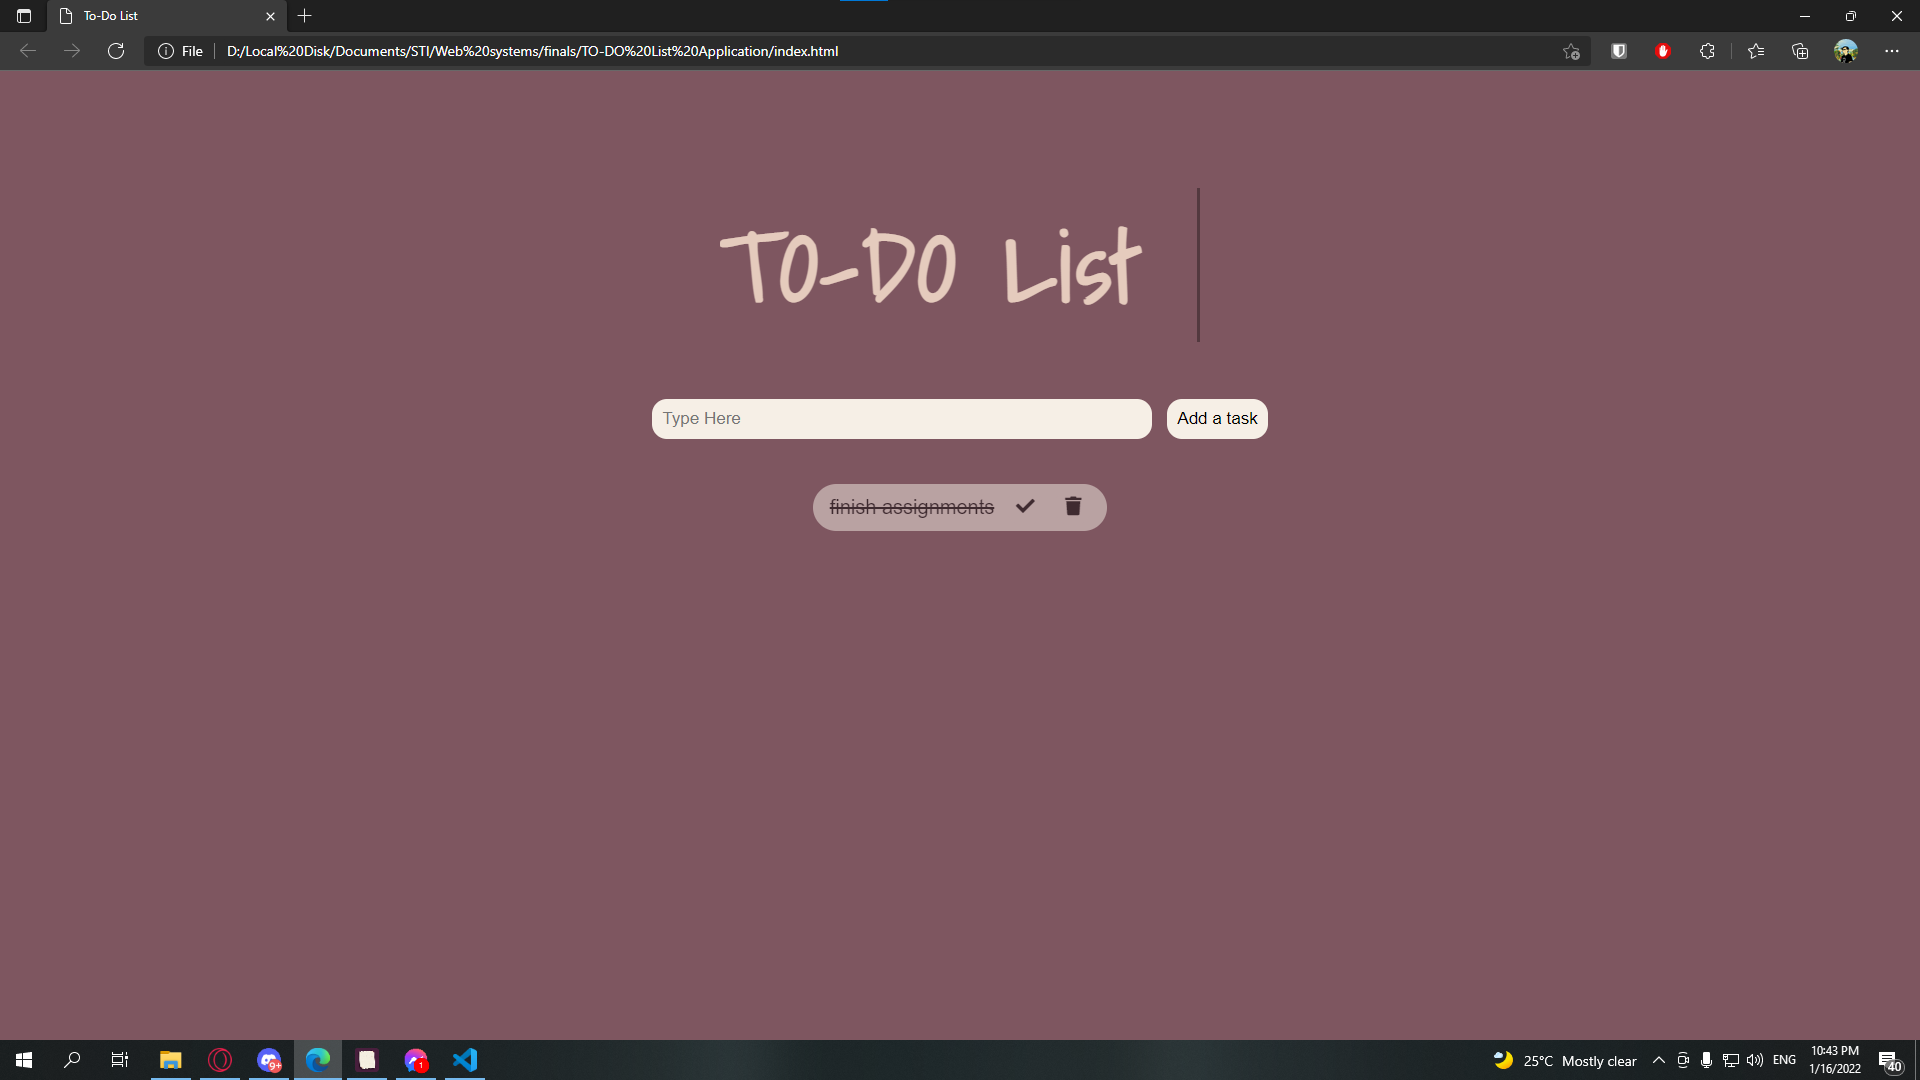 To-Do List
File
D:/Local%20Disk/Documents/STI/Web%20systems/finals/TO-DO%20List%20Application/index.html
TO-DO List
Type Here
Add a task
finish assignments
9+
1
25°C Mostly clear
ENG
10:43 PM
1/16/2022
40